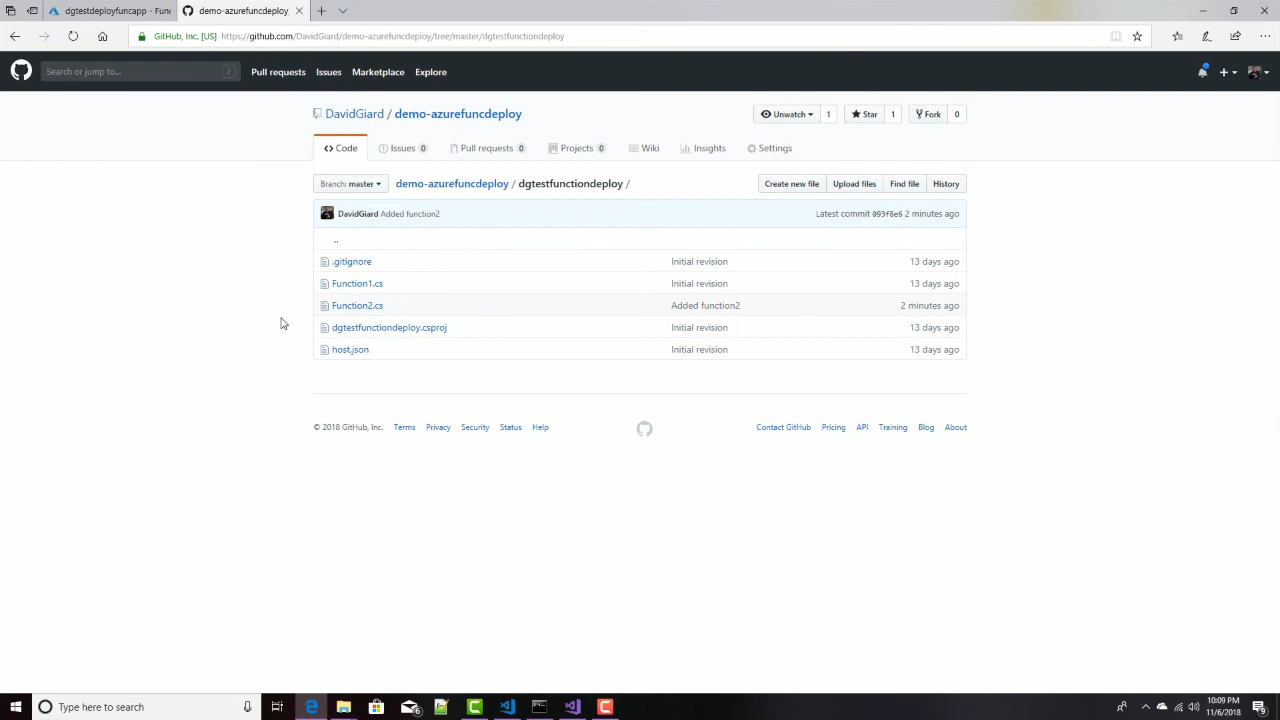 dgtestdeployfuncapp - Fun
demo-azurefuncdeploy
GitHub, Inc. [US] https://github.com/DavidGiard/demo-azurefuncdeploy/tree/master/dgtestfunctiondeploy
Search or jump to... / Pull requests Issues Marketplace Explore
DavidGiard / demo-azurefuncdeploy Unwatch 1 Star 1 Fork 0
Code Issues 0 Pull requests 0 Projects 0 Wiki Insights Settings
Branch: master demo-azurefuncdeploy / dgtestfunctiondeploy / Create new file Upload files Find file History
DavidGiard Added function2 Latest commit 093f8e6 2 minutes ago
..
.gitignore Initial revision 13 days ago
Function1.cs Initial revision 13 days ago
Function2.cs Added function2 2 minutes ago
dgtestfunctiondeploy.csproj Initial revision 13 days ago
host.json Initial revision 13 days ago
© 2018 GitHub, Inc. Terms Privacy Security Status Help Contact GitHub Pricing API Training Blog About
Type here to search
6
10:09 PM
11/6/2018
9